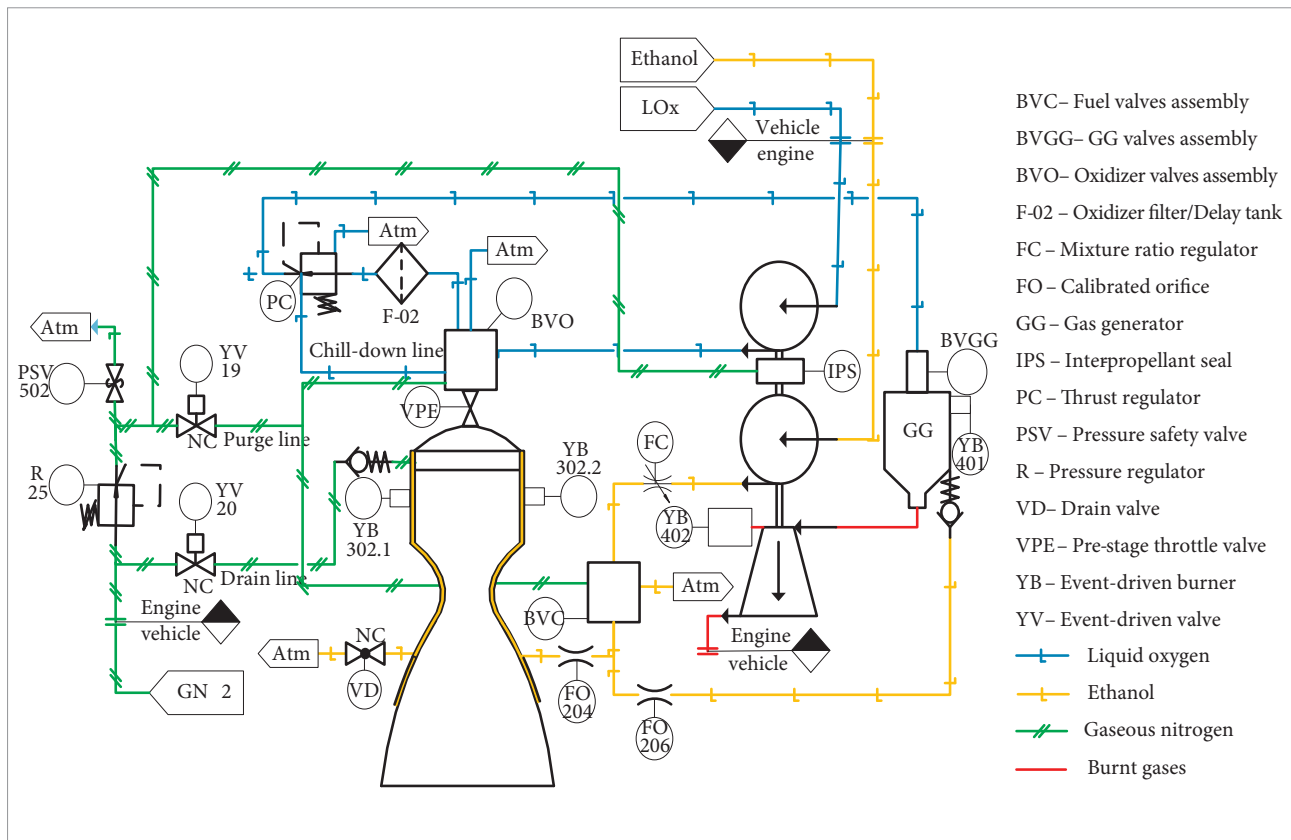 Ethanol
LOx
Vehicle
engine
Atm
Atm
PC
F-02
BVO
Chill-down line
Atm
PSV
502
YV
19
NC
Purge line
VPE
IPS
BVGG
GG
YB
401
R
25
YV
20
NC
Drain line
YB
302.1
YB
302.2
FC
YB
402
Engine
vehicle
BVC
Atm
Atm
NC
VD
FO
204
FO
206
Engine
vehicle
GN 2
BVC– Fuel valves assembly
BVGG– GG valves assembly
BVO– Oxidizer valves assembly
F-02 – Oxidizer filter/Delay tank
FC – Mixture ratio regulator
FO – Calibrated orifice
GG – Gas generator
IPS – Interpropellant seal
PC – Thrust regulator
PSV – Pressure safety valve
R – Pressure regulator
VD– Drain valve
VPE – Pre-stage throttle valve
YB – Event-driven burner
YV – Event-driven valve
Liquid oxygen
Ethanol
Gaseous nitrogen
Burnt gases